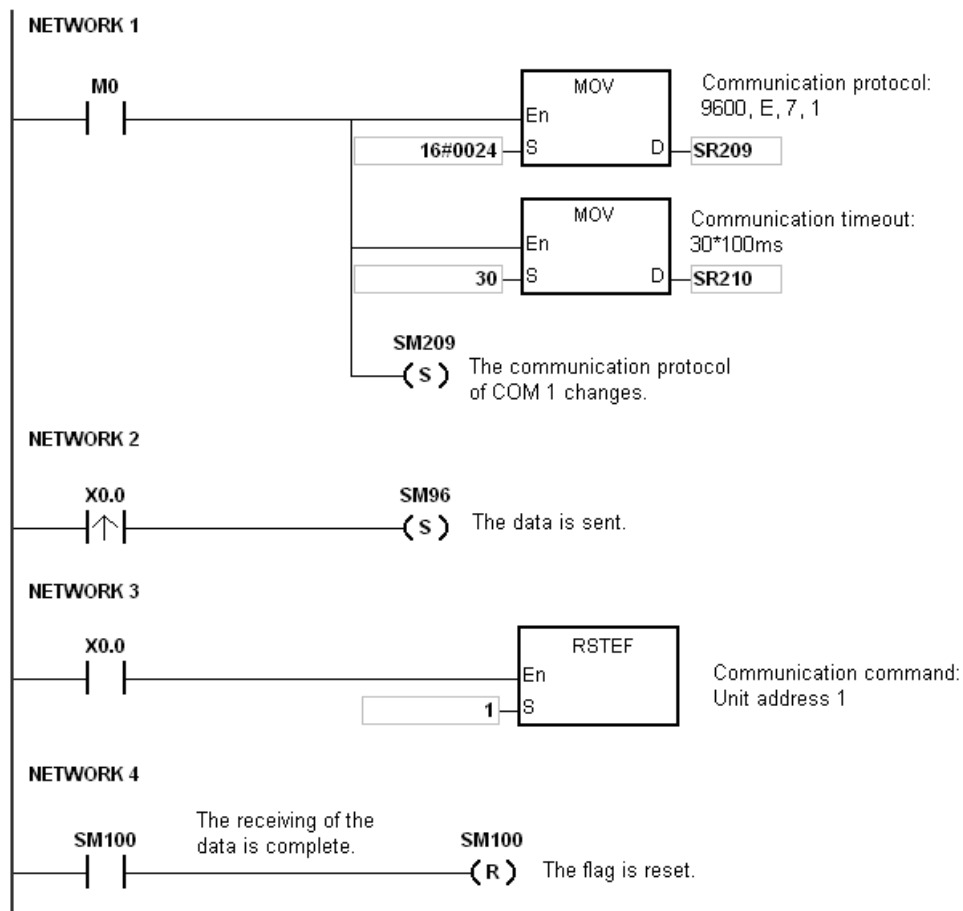 NETWORK 1
M0
MOV
Communication protocol:
9600, E, 7, 1
En
16#0024
S
D
SR209
MOV
Communication timeout:
30*100ms
En
30
S
D
SR210
SM209
( S )
The communication protocol
of COM 1 changes.
NETWORK 2
X0.0
SM96
( S )
The data is sent.
NETWORK 3
X0.0
RSTEF
En
Communication command:
Unit address 1
1
S
NETWORK 4
The receiving of the
data is complete.
SM100
SM100
( R )
The flag is reset.